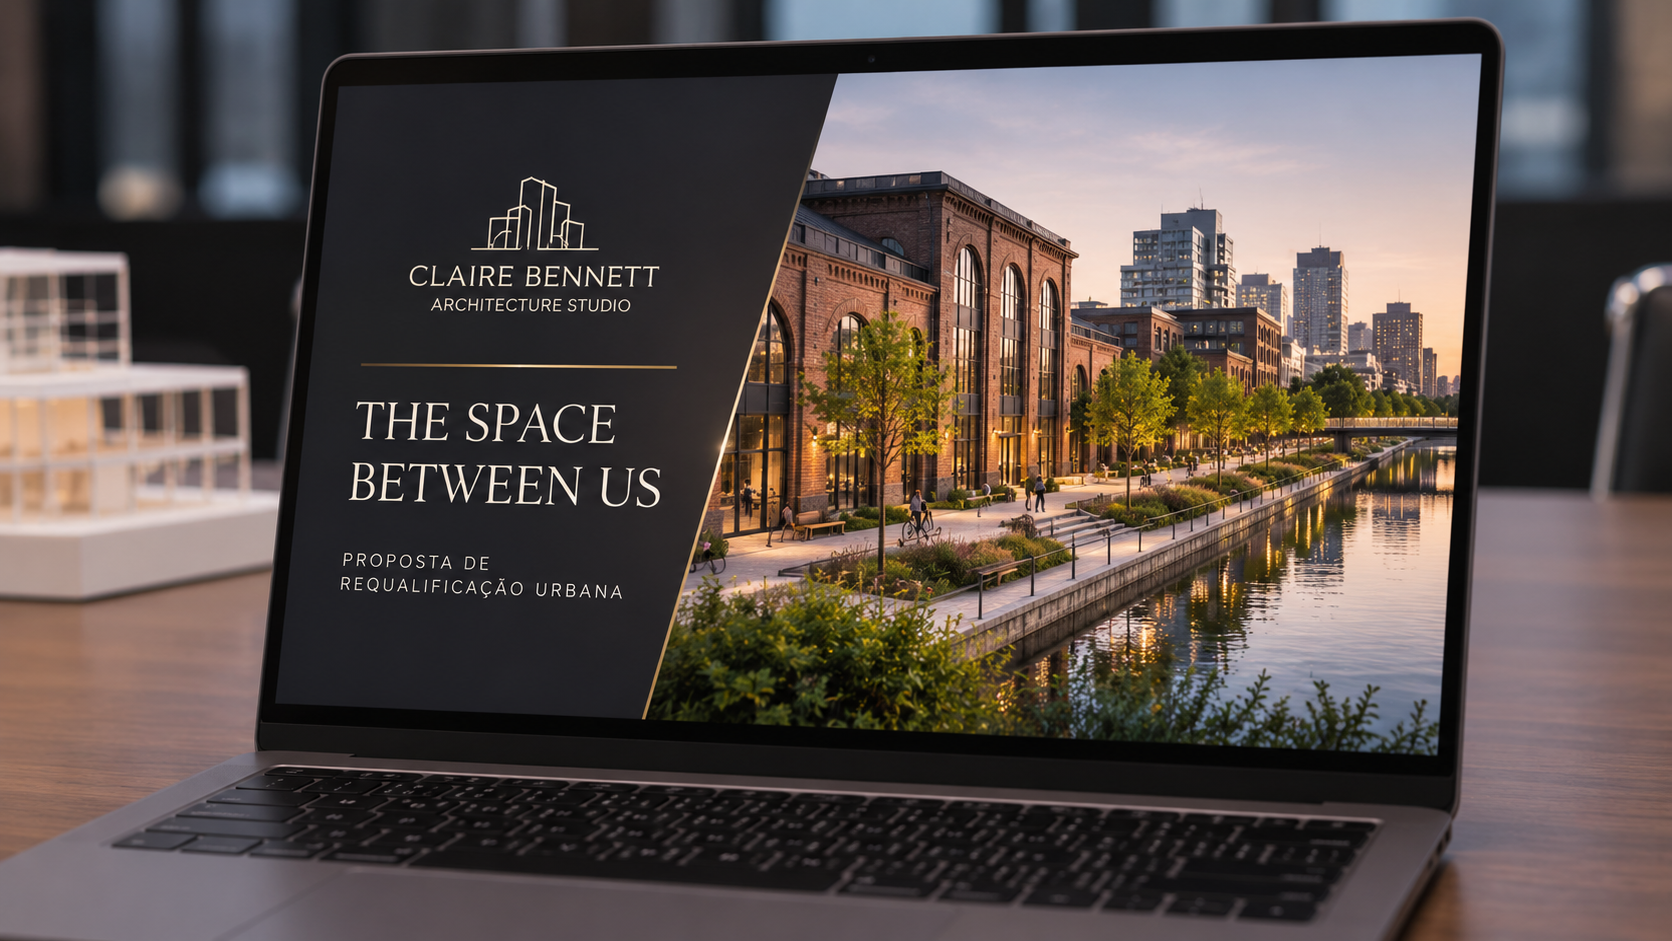 CLAIRE BENNETT
ARCHITECTURE STUDIO
THE SPACE
BETWEEN US
PROPOSTA DE
REQUALIFICAÇÃO URBANA